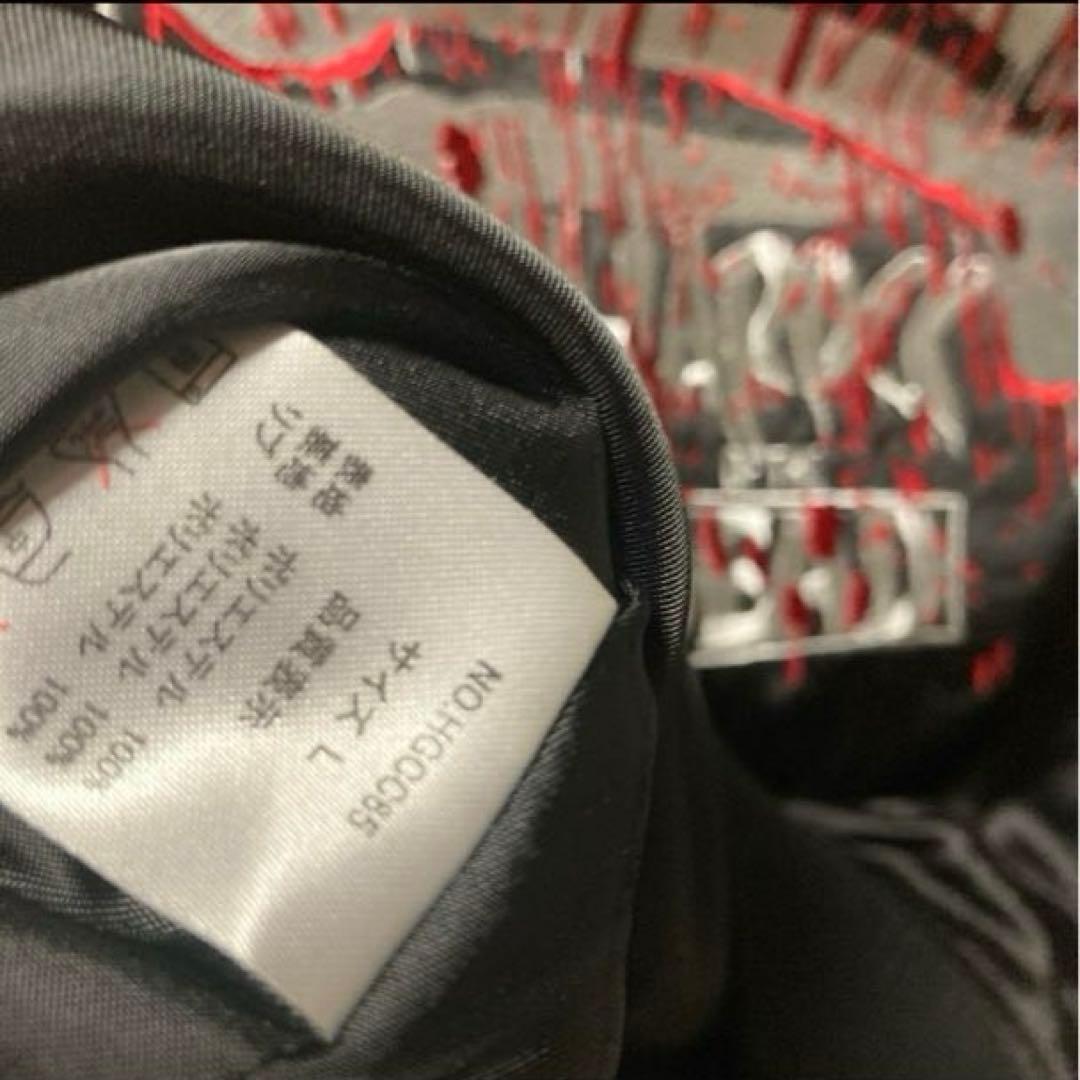 NO.HGCC85
サイズ L
品質表示
表地 ポリエステル 100%
裏地 ポリエステル 100%
リブ ポリエステル 100%